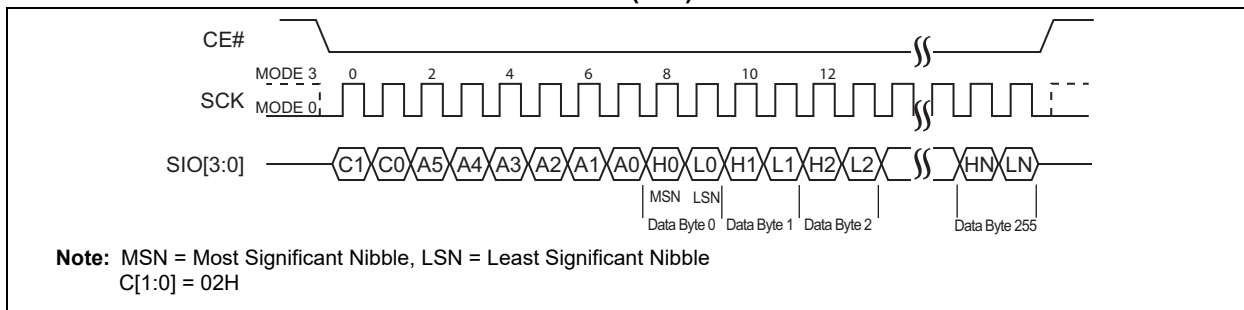 CE#
MODE 3 0 2 4 6 8 10 12
SCK
MODE 0
SIO[3:0] C1 C0 A5 A4 A3 A2 A1 A0 H0 L0 H1 L1 H2 L2 HN LN
MSN LSN
Data Byte 0 Data Byte 1 Data Byte 2 Data Byte 255
Note: MSN = Most Significant Nibble, LSN = Least Significant Nibble
C[1:0] = 02H